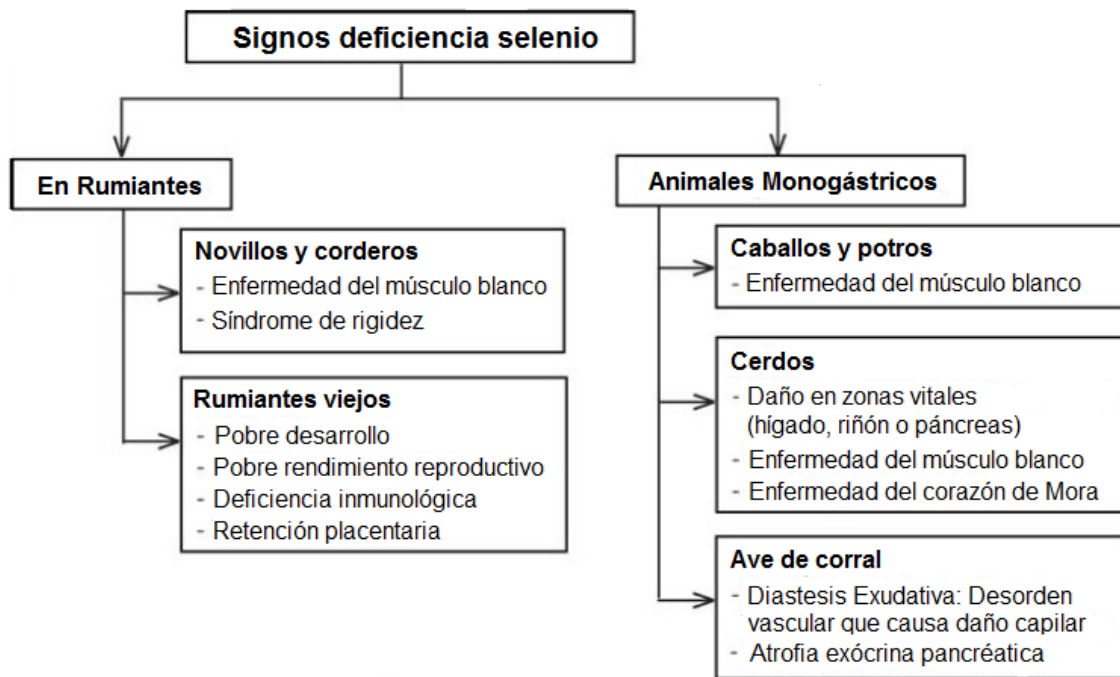 Signos deficiencia selenio
En Rumiantes
Novillos y corderos
- Enfermedad del músculo blanco
- Síndrome de rigidez
Rumiantes viejos
- Pobre desarrollo
- Pobre rendimiento reproductivo
- Deficiencia inmunológica
- Retención placentaria
Animales Monogástricos
Caballos y potros
- Enfermedad del músculo blanco
Cerdos
- Daño en zonas vitales
(hígado, riñón o páncreas)
- Enfermedad del músculo blanco
- Enfermedad del corazón de Mora
Ave de corral
- Diastesis Exudativa: Desorden
vascular que causa daño capilar
- Atrofia exócrina pancréatica